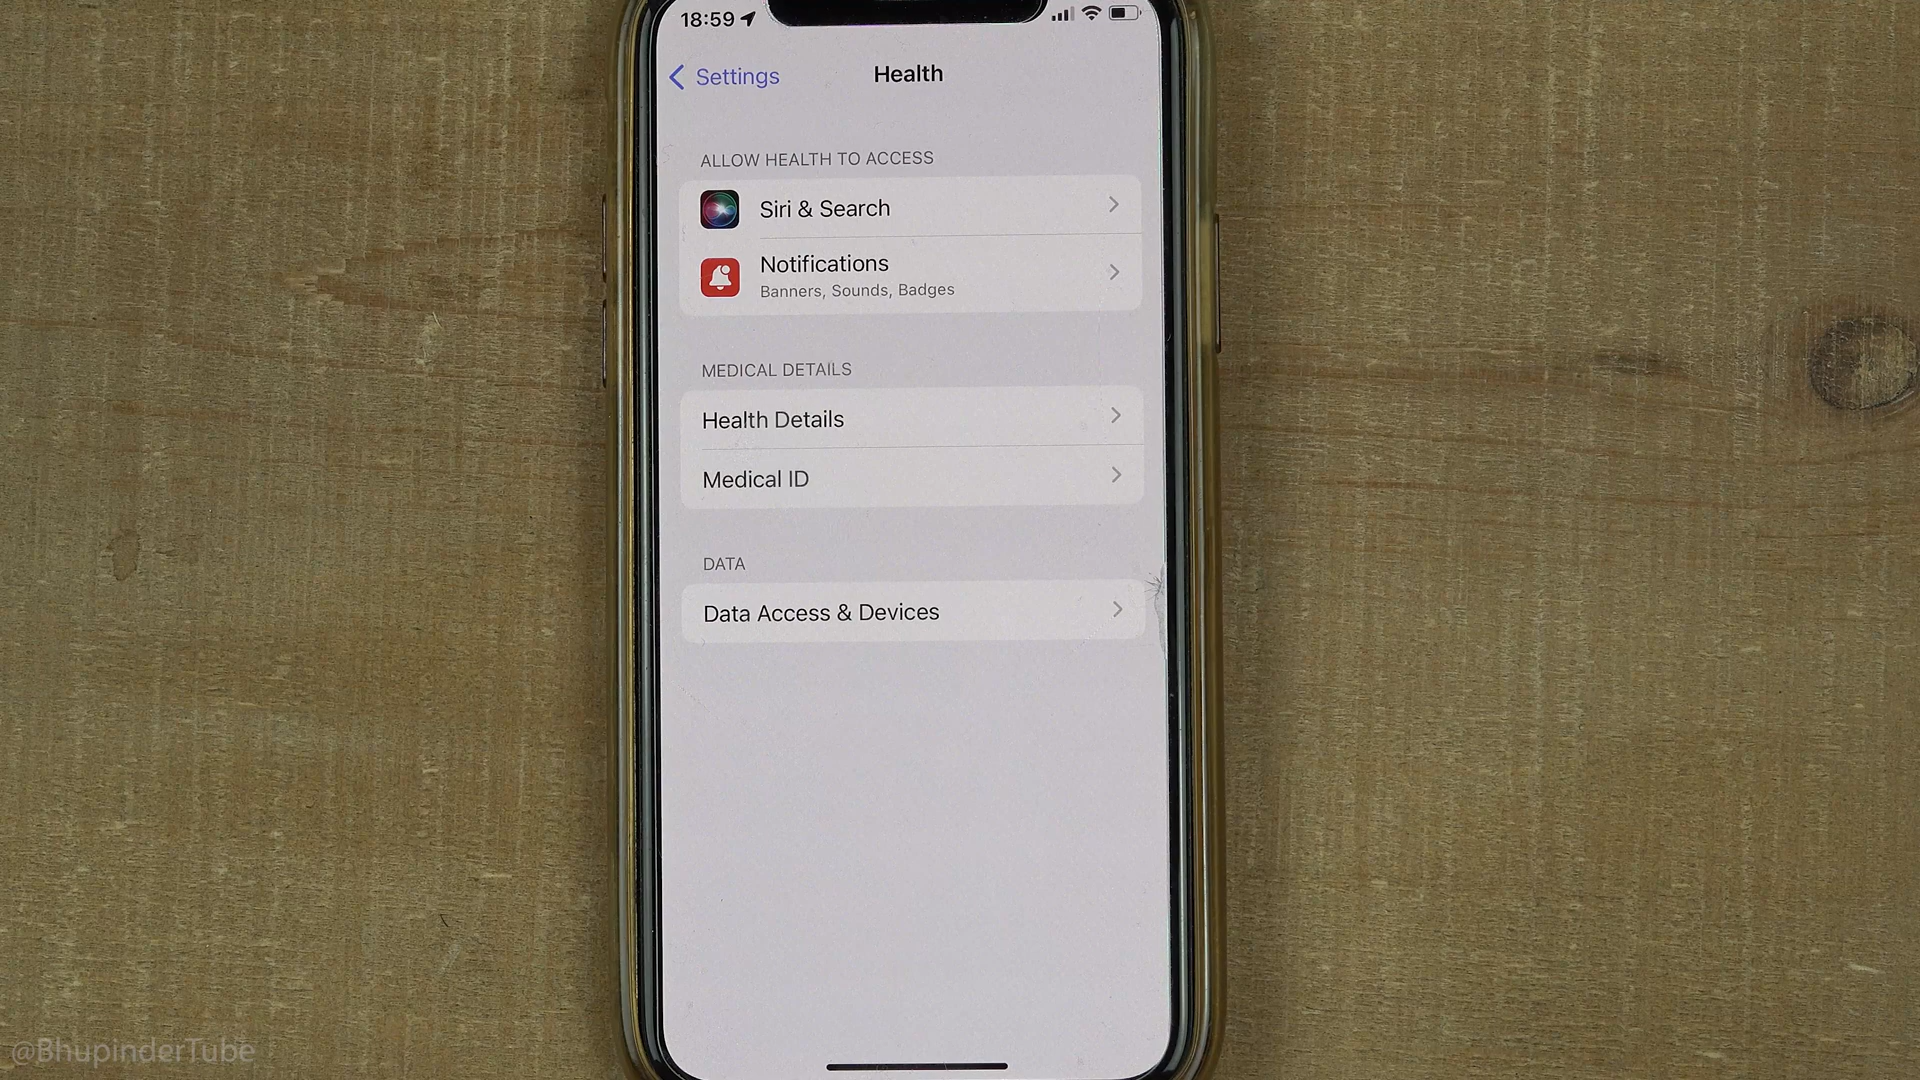 18:59
Settings
Health
ALLOW HEALTH TO ACCESS
Siri & Search
Notifications
Banners, Sounds, Badges
MEDICAL DETAILS
Health Details
Medical ID
DATA
Data Access & Devices
@BhupinderTube